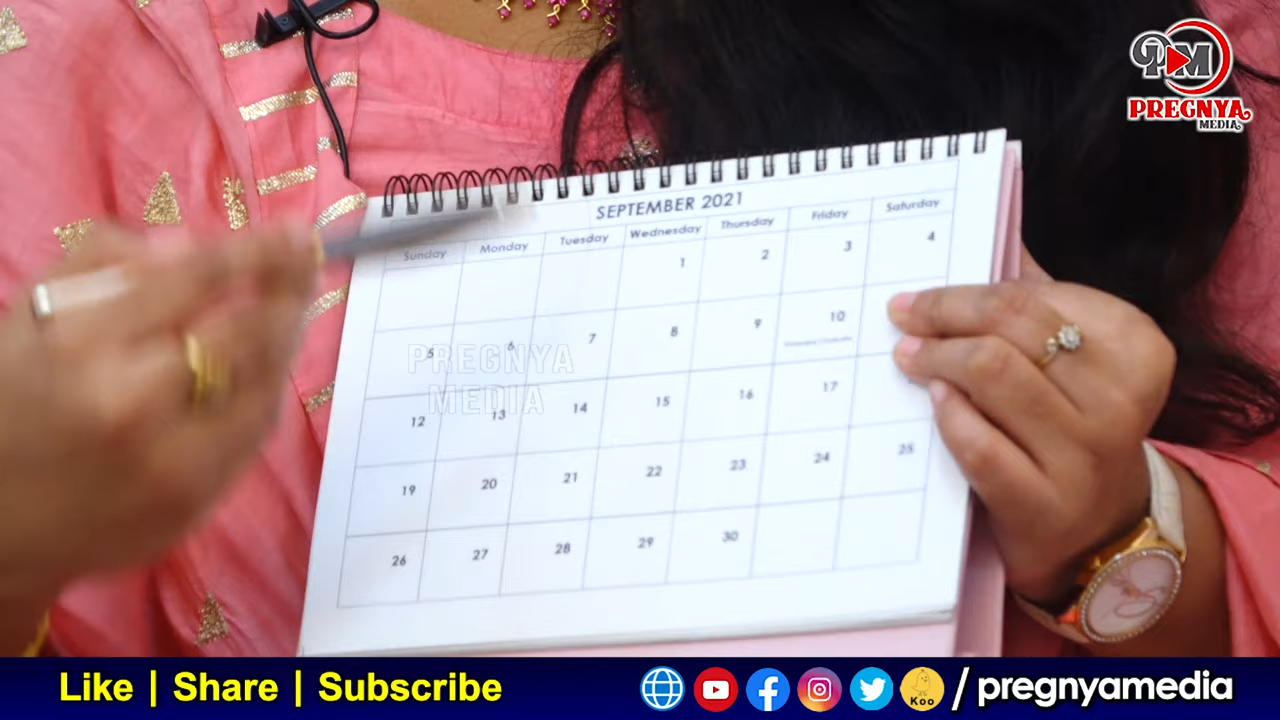 PM
PREGNYA
MEDIA
SEPTEMBER 2021
Sunday Monday Tuesday Wednesday Thursday Friday Saturday
1 2 3 4
5 6 7 8 9 10
12 13 14 15 16 17
19 20 21 22 23 24 25
26 27 28 29 30
PREGNYA
MEDIA
Like | Share | Subscribe
Koo
/ pregnyamedia